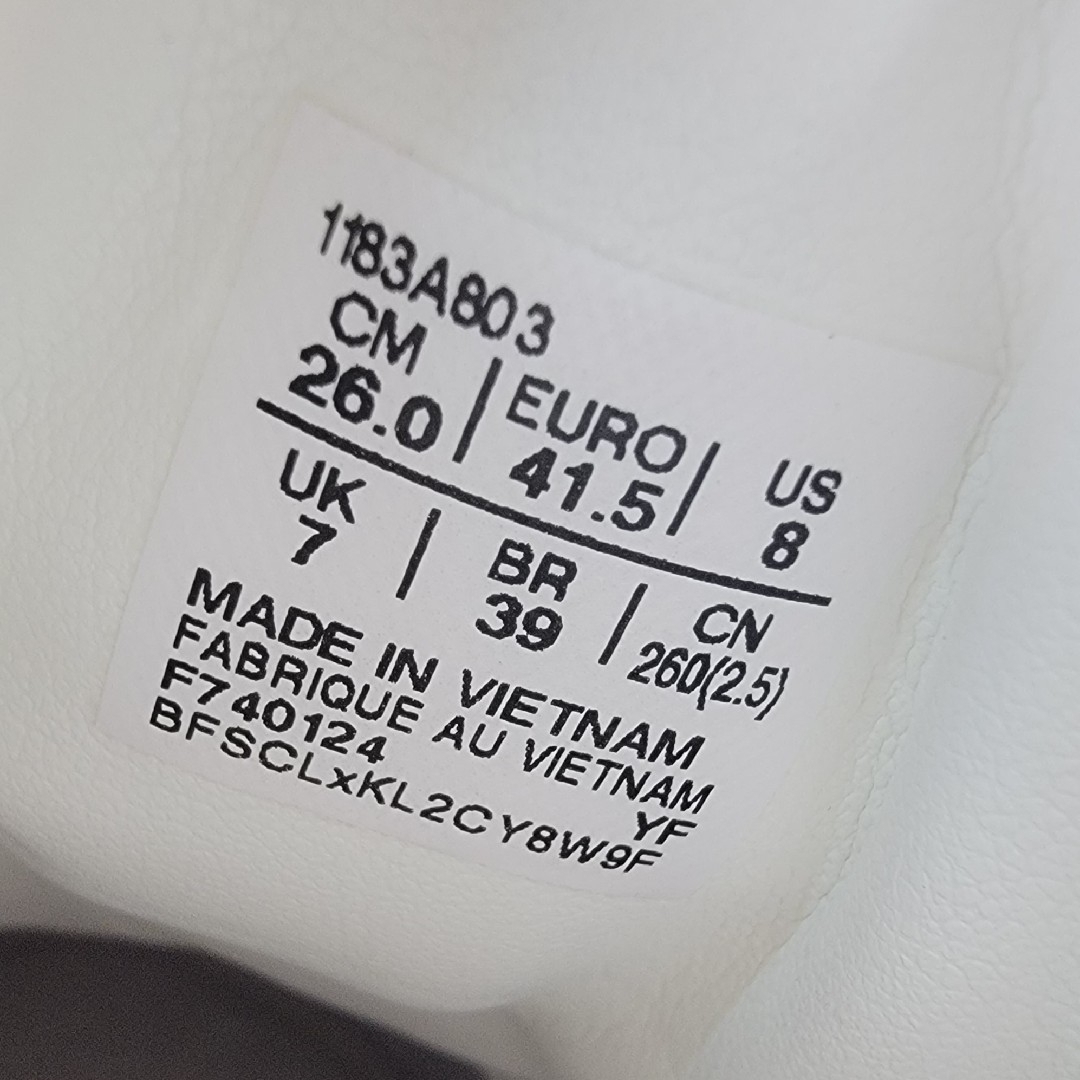 1183A803
CM | EURO | US
26.0 | 41.5 | 8
UK | BR | CN
7 | 39 | 260(2.5)
MADE IN VIETNAM
FABRIQUE AU VIETNAM
F740124 YF
BFSCLxKL2CY8W9F